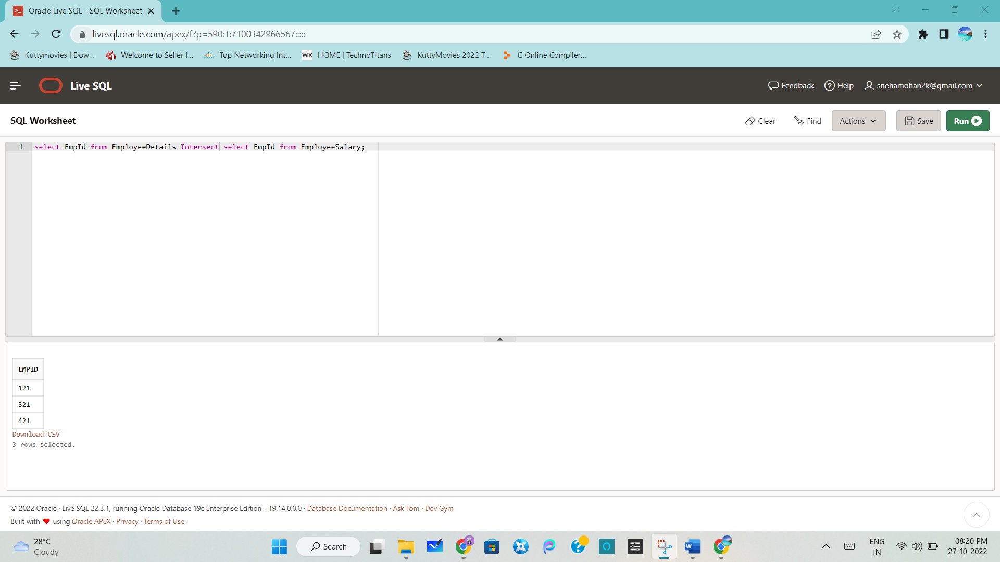 Oracle Live SQL - SQL Worksheet
livesql.oracle.com/apex/f?p=590:1:7100342966567:::::
Kuttymovies | Dow... Welcome to Seller I... Top Networking Int... WIX HOME | TechnoTitans KuttyMovies 2022 T... C Online Compiler...
Live SQL Feedback Help snehamohan2k@gmail.com
SQL Worksheet Clear Find Actions Save Run
1 select EmpId from EmployeeDetails Intersect select EmpId from EmployeeSalary;
EMPID
121
321
421
Download CSV
3 rows selected.
© 2022 Oracle · Live SQL 22.3.1, running Oracle Database 19c Enterprise Edition - 19.14.0.0.0 · Database Documentation · Ask Tom · Dev Gym
Built with ❤ using Oracle APEX · Privacy · Terms of Use
28°C
Cloudy
Search
ENG
IN
08:20 PM
27-10-2022